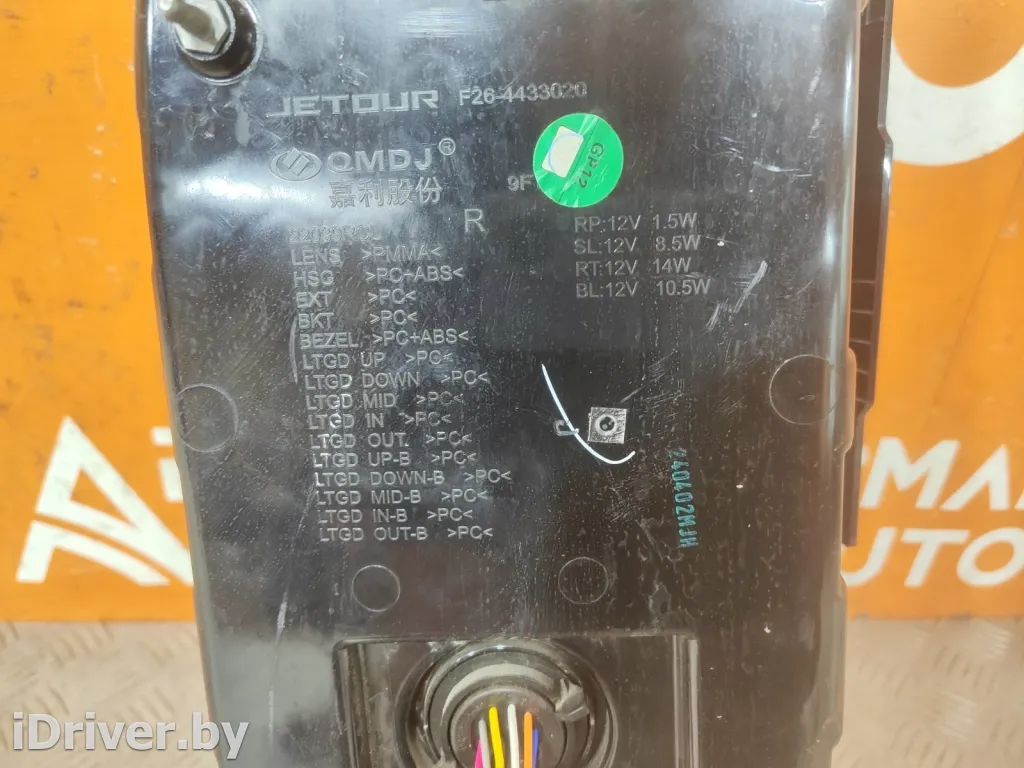 JETOUR F26-4433020
QMDJ®
嘉利股份
GP12
9F
R
RP:12V 1.5W
SL:12V 8.5W
RT:12V 14W
BL:12V 10.5W
LENS >PMMA<
HSG >PC+ABS<
EXT >PC<
BKT >PC<
BEZEL >PC+ABS<
LTGD UP >PC<
LTGD DOWN >PC<
LTGD MID >PC<
LTGD IN >PC<
LTGD OUT. >PC<
LTGD UP-B >PC<
LTGD DOWN-B >PC<
LTGD MID-B >PC<
LTGD IN-B >PC<
LTGD OUT-B >PC<
240402MJH
AUTO
iDriver.by